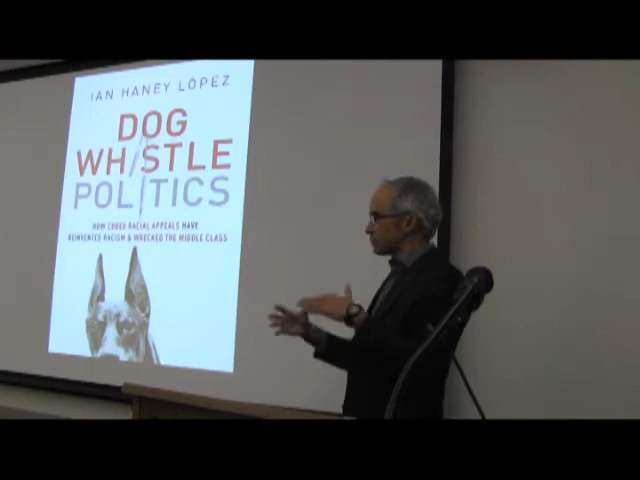 IAN HANEY LÓPEZ
DOG
WHISTLE
POLITICS
HOW CODED RACIAL APPEALS HAVE
REINVENTED RACISM & WRECKED THE MIDDLE CLASS